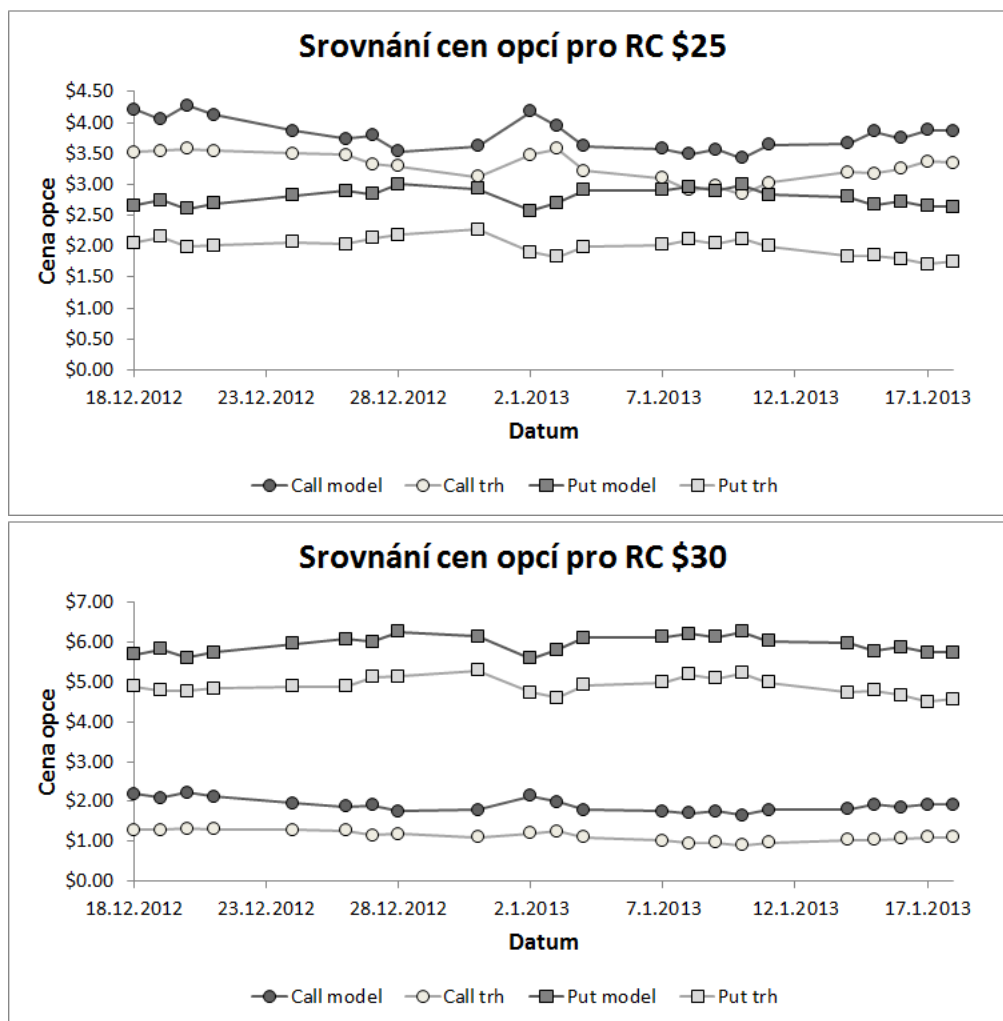 Srovnání cen opcí pro RC $25
$4.50
$4.00
$3.50
$3.00
$2.50
$2.00
$1.50
$1.00
$0.50
$0.00
Cena opce
18.12.2012 23.12.2012 28.12.2012 2.1.2013 7.1.2013 12.1.2013 17.1.2013
Datum
Call model Call trh Put model Put trh
Srovnání cen opcí pro RC $30
$7.00
$6.00
$5.00
$4.00
$3.00
$2.00
$1.00
$0.00
Cena opce
18.12.2012 23.12.2012 28.12.2012 2.1.2013 7.1.2013 12.1.2013 17.1.2013
Datum
Call model Call trh Put model Put trh